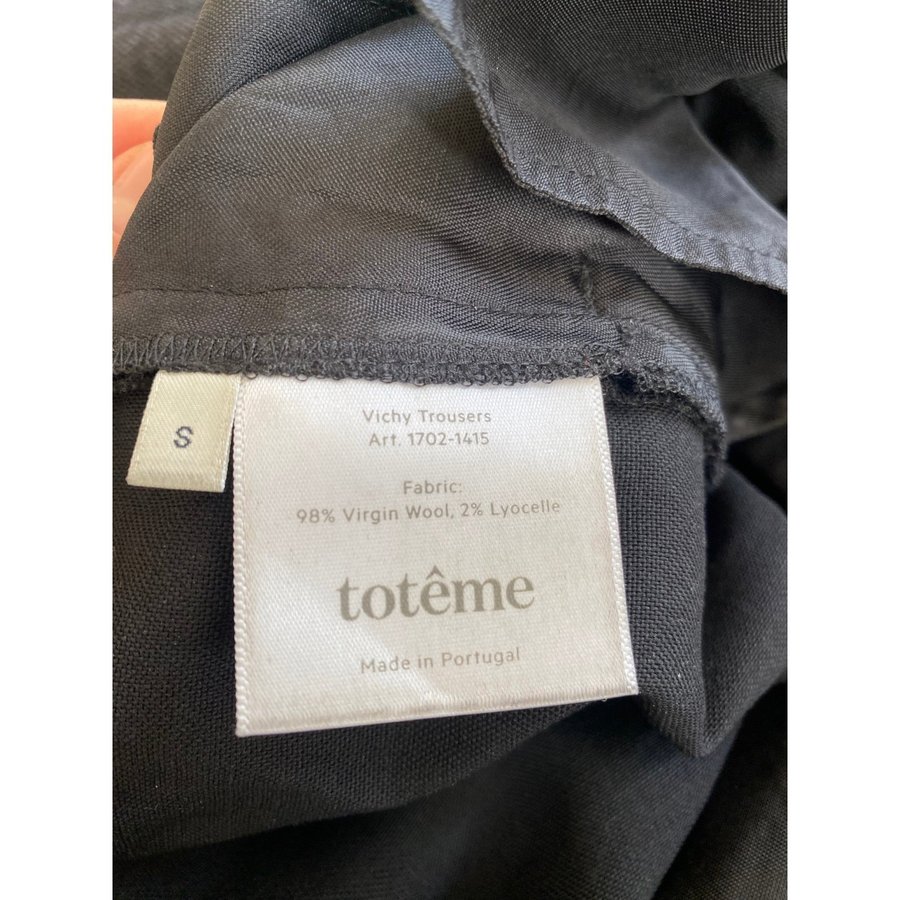 S
Vichy Trousers
Art. 1702-1415
Fabric:
98% Virgin Wool, 2% Lyocelle
totême
Made in Portugal